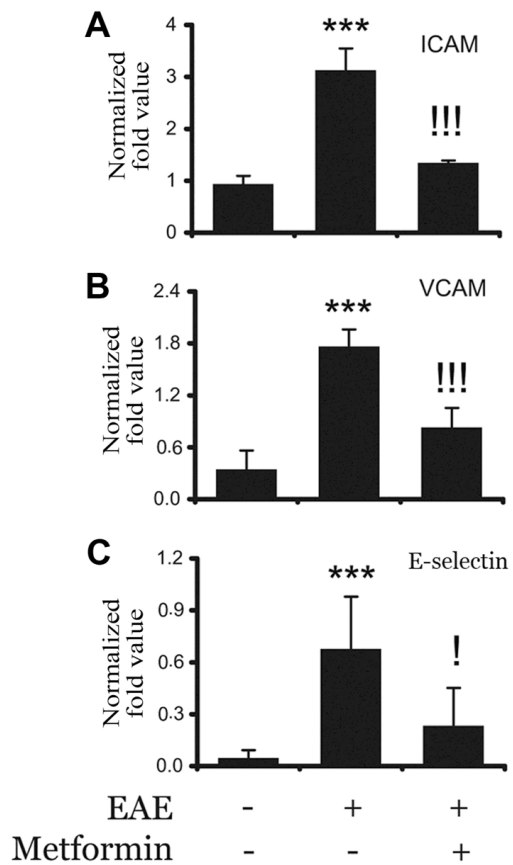 A
ICAM
Normalized
fold value
4
3
2
1
0
***
!!!
B
VCAM
Normalized
fold value
2.4
1.8
1.2
0.6
0.0
***
!!!
C
E-selectin
Normalized
fold value
1.2
0.9
0.6
0.3
0.0
***
!
EAE - + +
Metformin - - +